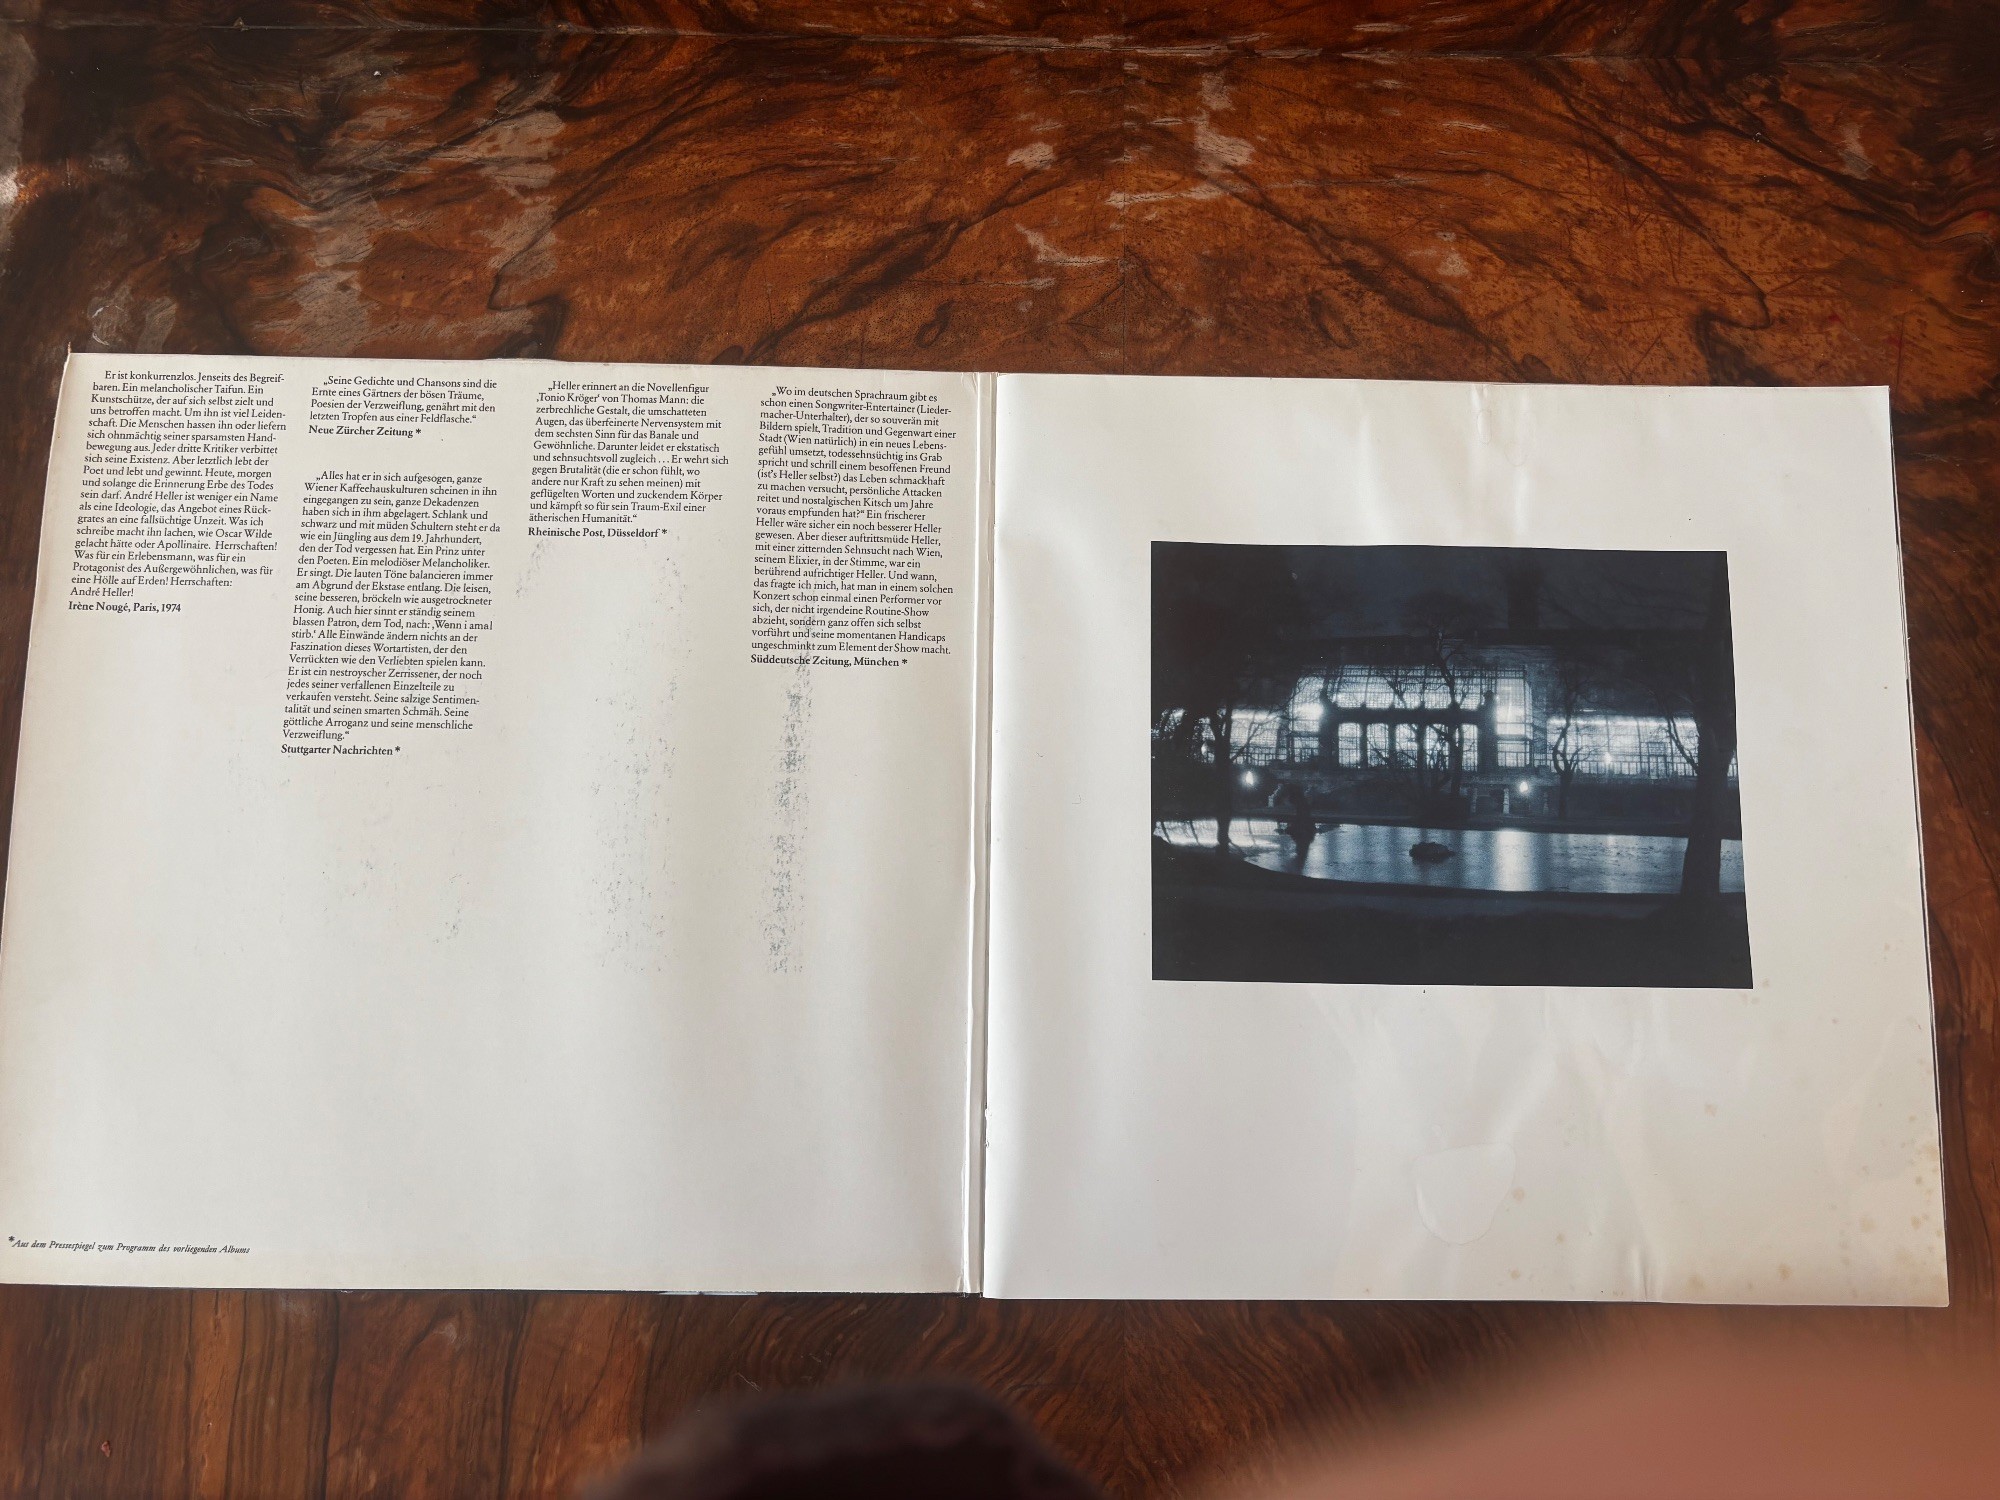 Er ist konkurrenzlos. Jenseits des Begreif-
baren. Ein melancholischer Taifun. Ein
Kunstschütze, der auf sich selbst zielt und
uns betroffen macht. Um ihn ist viel Leiden-
schaft. Die Menschen hassen ihn oder liefern
sich ohnmächtig seiner sparsamsten Hand-
bewegung aus. Jeder dritte Kritiker verbittet
sich seine Existenz. Aber letztlich lebt der
Poet und lebt und gewinnt. Heute, morgen
und solange die Erinnerung Erbe des Todes
sein darf. André Heller ist weniger ein Name
als eine Ideologie, das Angebot eines Rück-
grates an eine fallsüchtige Unzeit. Was ich
schreibe macht ihn lachen, wie Oscar Wilde
gelacht hätte oder Apollinaire. Herrschaften!
Was für ein Erlebensmann, was für ein
Protagonist des Außergewöhnlichen, was für
eine Hölle auf Erden! Herrschaften:
André Heller!
Irène Nougé, Paris, 1974
„Seine Gedichte und Chansons sind die
Ernte eines Gärtners der bösen Träume,
Poesien der Verzweiflung, genährt mit den
letzten Tropfen aus einer Feldflasche.“
Neue Zürcher Zeitung *
„Alles hat er in sich aufgesogen, ganze
Wiener Kaffeehauskulturen scheinen in ihn
eingegangen zu sein, ganze Dekadenzen
haben sich in ihm abgelagert. Schlank und
schwarz und mit müden Schultern steht er da
wie ein Jüngling aus dem 19. Jahrhundert,
den der Tod vergessen hat. Ein Prinz unter
den Poeten. Ein melodiöser Melancholiker.
Er singt. Die lauten Töne balancieren immer
am Abgrund der Ekstase entlang. Die leisen,
seine besseren, bröckeln wie ausgetrockneter
Honig. Auch hier sinnt er ständig seinem
blassen Patron, dem Tod, nach: ‚Wenn i amal
stirb.‘ Alle Einwände ändern nichts an der
Faszination dieses Wortartisten, der den
Verrückten wie den Verliebten spielen kann.
Er ist ein nestroyscher Zerrissener, der noch
jedes seiner verfallenen Einzelteile zu
verkaufen versteht. Seine salzige Sentimen-
talität und seinen smarten Schmäh. Seine
göttliche Arroganz und seine menschliche
Verzweiflung.“
Stuttgarter Nachrichten *
„Heller erinnert an die Novellenfigur
‚Tonio Kröger‘ von Thomas Mann: die
zerbrechliche Gestalt, die umschatteten
Augen, das überfeinerte Nervensystem mit
dem sechsten Sinn für das Banale und
Gewöhnliche. Darunter leidet er ekstatisch
und sehnsuchtsvoll zugleich ... Er wehrt sich
gegen Brutalität (die er schon fühlt, wo
andere nur Kraft zu sehen meinen) mit
geflügelten Worten und zuckendem Körper
und kämpft so für sein Traum-Exil einer
ätherischen Humanität.“
Rheinische Post, Düsseldorf *
„Wo im deutschen Sprachraum gibt es
schon einen Songwriter-Entertainer (Lieder-
macher-Unterhalter), der so souverän mit
Bildern spielt, Tradition und Gegenwart einer
Stadt (Wien natürlich) in ein neues Lebens-
gefühl umsetzt, todessehnsüchtig ins Grab
spricht und schrill einem besoffenen Freund
(ist's Heller selbst?) das Leben schmackhaft
zu machen versucht, persönliche Attacken
reitet und nostalgischen Kitsch um Jahre
voraus empfunden hat?“ Ein frischerer
Heller wäre sicher ein noch besserer Heller
gewesen. Aber dieser auftrittsmüde Heller,
mit einer zitternden Sehnsucht nach Wien,
seinem Elixier, in der Stimme, war ein
berührend aufrichtiger Heller. Und wann,
das fragte ich mich, hat man in einem solchen
Konzert schon einmal einen Performer vor
sich, der nicht irgendeine Routine-Show
abzieht, sondern ganz offen sich selbst
vorführt und seine momentanen Handicaps
ungeschminkt zum Element der Show macht.
Süddeutsche Zeitung, München *
*Aus dem Pressespiegel zum Programm des vorliegenden Albums